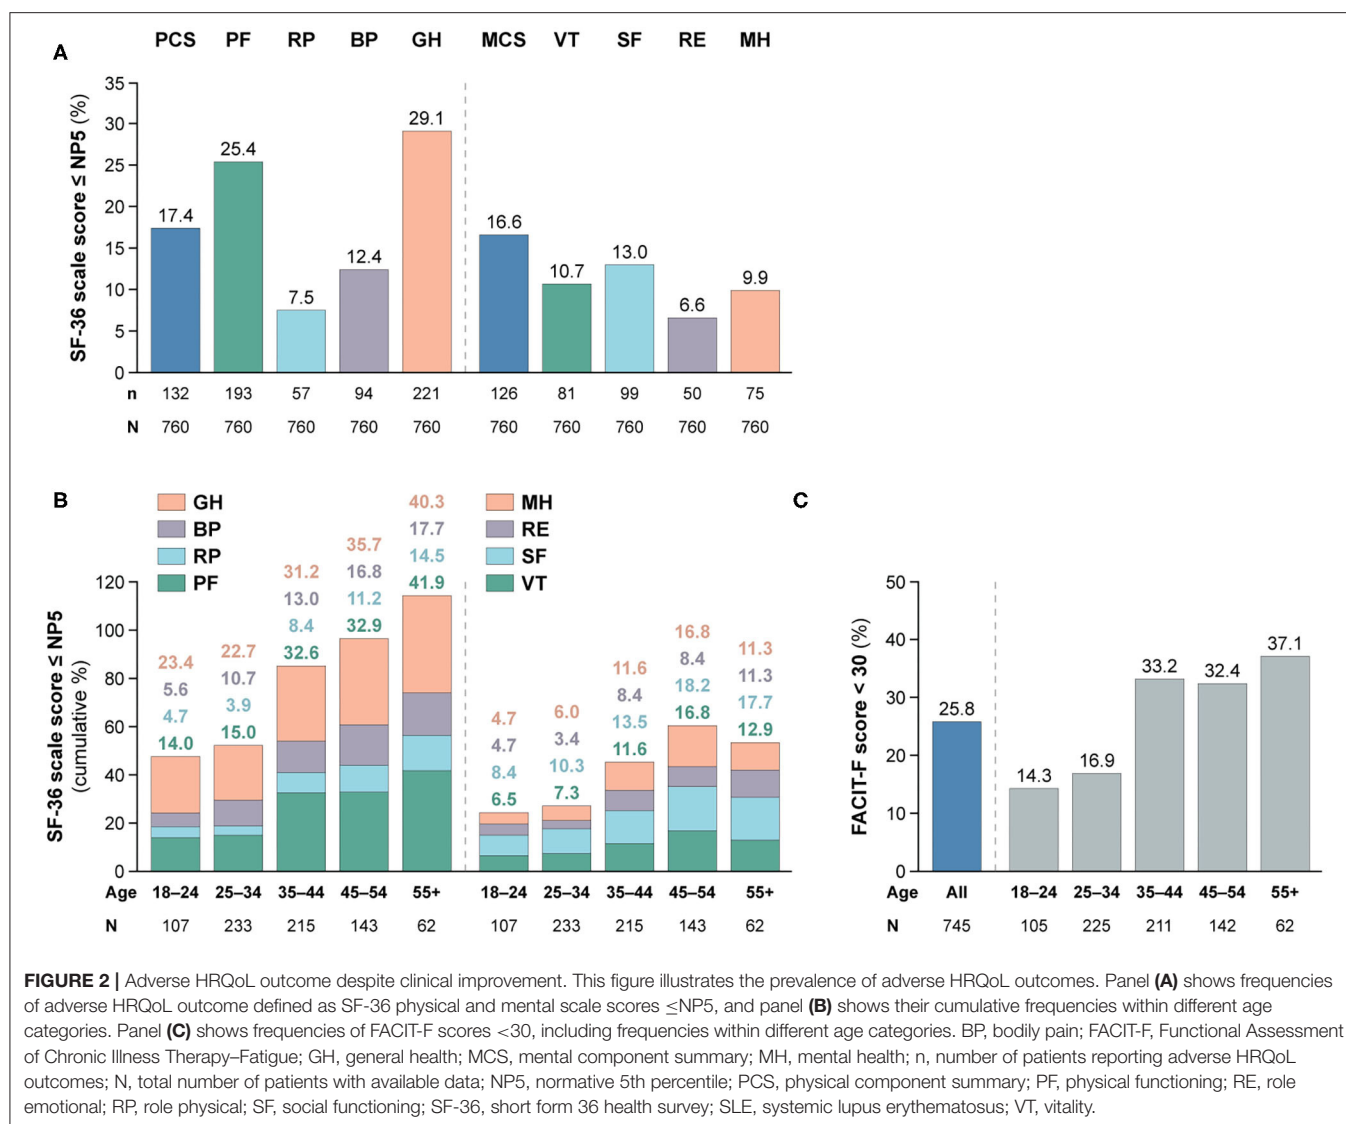 A
PCS PF RP BP GH MCS VT SF RE MH
SF-36 scale score ≤ NP5 (%)
35
30
25
20
15
10
5
0
17.4 25.4 7.5 12.4 29.1 16.6 10.7 13.0 6.6 9.9
n 132 193 57 94 221 126 81 99 50 75
N 760 760 760 760 760 760 760 760 760 760
B
GH
BP
RP
PF
MH
RE
SF
VT
SF-36 scale score ≤ NP5
(cumulative %)
120
100
80
60
40
20
0
23.4
5.6
4.7
14.0
22.7
10.7
3.9
15.0
31.2
13.0
8.4
32.6
35.7
16.8
11.2
32.9
40.3
17.7
14.5
41.9
4.7
4.7
8.4
6.5
6.0
3.4
10.3
7.3
11.6
8.4
13.5
11.6
16.8
8.4
18.2
16.8
11.3
11.3
17.7
12.9
Age 18–24 25–34 35–44 45–54 55+ 18–24 25–34 35–44 45–54 55+
N 107 233 215 143 62 107 233 215 143 62
C
FACIT-F score < 30 (%)
50
40
30
20
10
0
25.8 14.3 16.9 33.2 32.4 37.1
Age All 18–24 25–34 35–44 45–54 55+
N 745 105 225 211 142 62
FIGURE 2 | Adverse HRQoL outcome despite clinical improvement. This figure illustrates the prevalence of adverse HRQoL outcomes. Panel (A) shows frequencies
of adverse HRQoL outcome defined as SF-36 physical and mental scale scores ≤NP5, and panel (B) shows their cumulative frequencies within different age
categories. Panel (C) shows frequencies of FACIT-F scores <30, including frequencies within different age categories. BP, bodily pain; FACIT-F, Functional Assessment
of Chronic Illness Therapy–Fatigue; GH, general health; MCS, mental component summary; MH, mental health; n, number of patients reporting adverse HRQoL
outcomes; N, total number of patients with available data; NP5, normative 5th percentile; PCS, physical component summary; PF, physical functioning; RE, role
emotional; RP, role physical; SF, social functioning; SF-36, short form 36 health survey; SLE, systemic lupus erythematosus; VT, vitality.